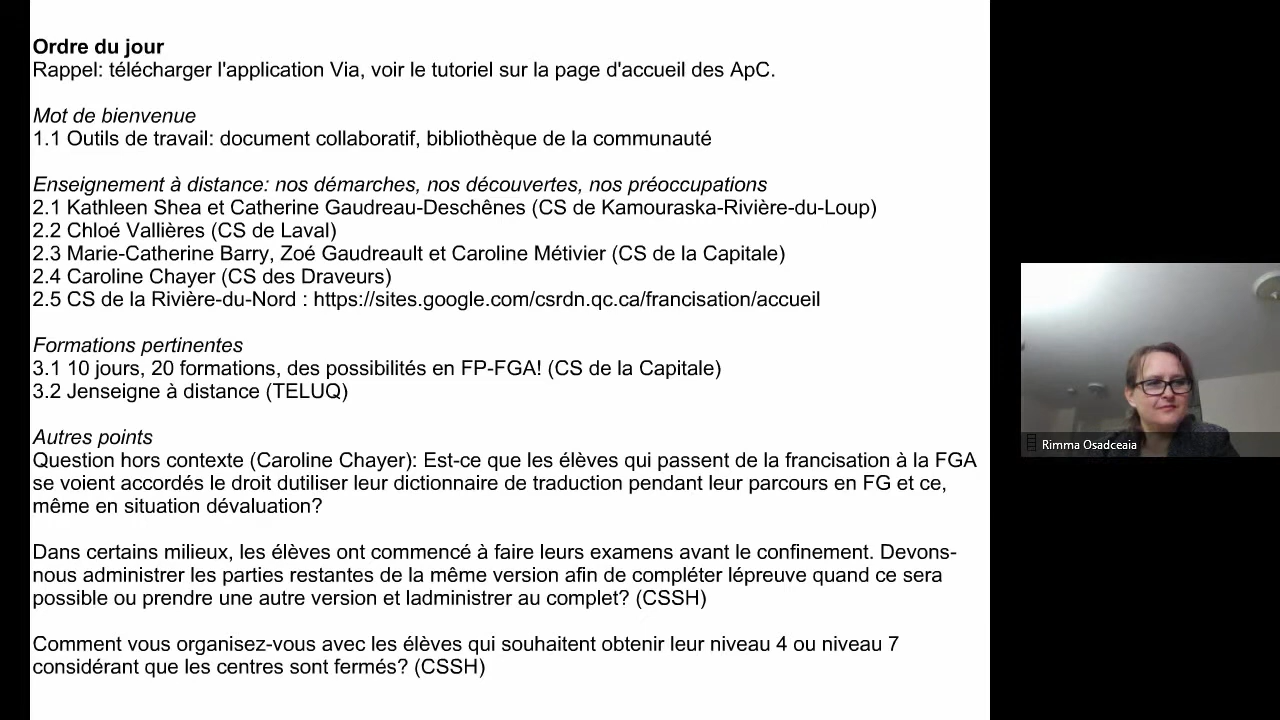 Ordre du jour
Rappel: télécharger l'application Via, voir le tutoriel sur la page d'accueil des ApC.
Mot de bienvenue
1.1 Outils de travail: document collaboratif, bibliothèque de la communauté
Enseignement à distance: nos démarches, nos découvertes, nos préoccupations
2.1 Kathleen Shea et Catherine Gaudreau-Deschênes (CS de Kamouraska-Rivière-du-Loup)
2.2 Chloé Vallières (CS de Laval)
2.3 Marie-Catherine Barry, Zoé Gaudreault et Caroline Métivier (CS de la Capitale)
2.4 Caroline Chayer (CS des Draveurs)
2.5 CS de la Rivière-du-Nord : https://sites.google.com/csrdn.qc.ca/francisation/accueil
Formations pertinentes
3.1 10 jours, 20 formations, des possibilités en FP-FGA! (CS de la Capitale)
3.2 Jenseigne à distance (TELUQ)
Autres points
Question hors contexte (Caroline Chayer): Est-ce que les élèves qui passent de la francisation à la FGA
se voient accordés le droit dutiliser leur dictionnaire de traduction pendant leur parcours en FG et ce,
même en situation dévaluation?
Dans certains milieux, les élèves ont commencé à faire leurs examens avant le confinement. Devons-
nous administrer les parties restantes de la même version afin de compléter lépreuve quand ce sera
possible ou prendre une autre version et ladministrer au complet? (CSSH)
Comment vous organisez-vous avec les élèves qui souhaitent obtenir leur niveau 4 ou niveau 7
considérant que les centres sont fermés? (CSSH)
Rimma Osadceaia